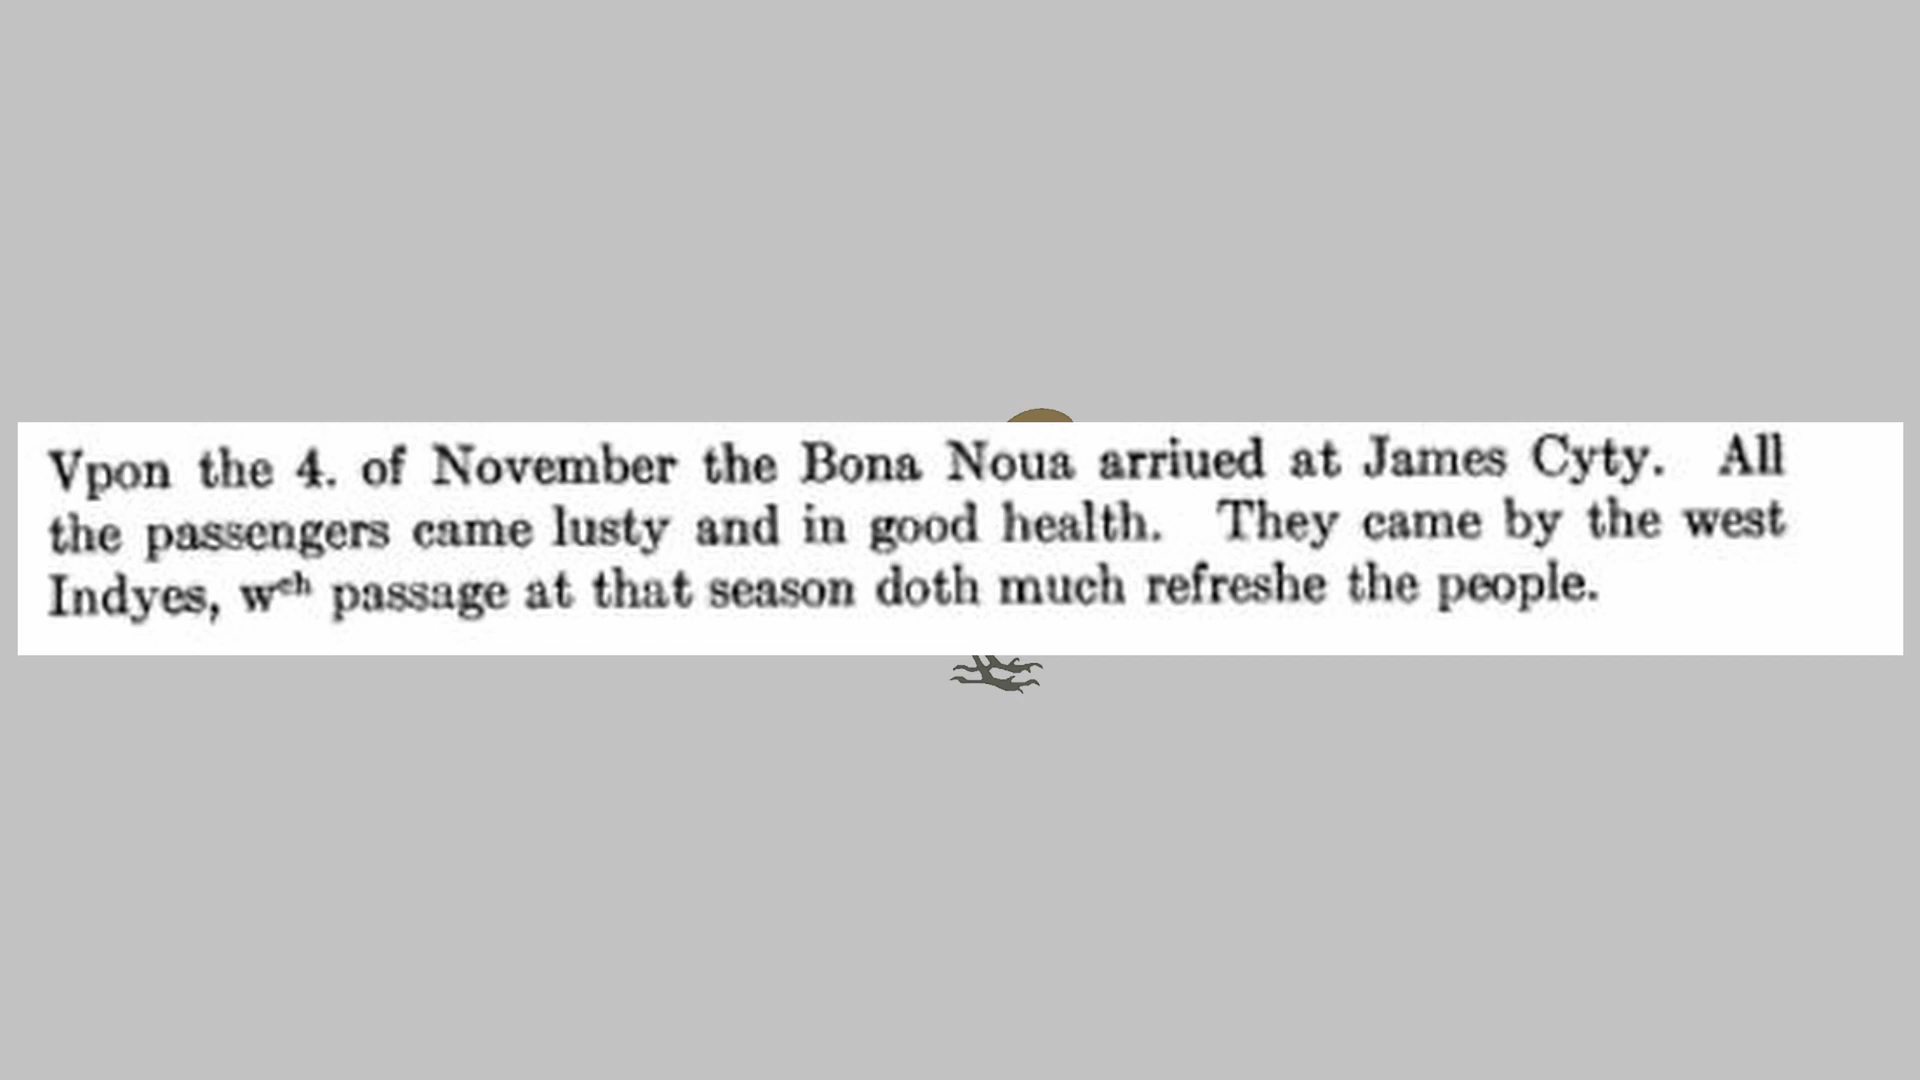 Vpon the 4. of November the Bona Noua arriued at James Cyty. All
the passengers came lusty and in good health. They came by the west
Indyes, wch passage at that season doth much refreshe the people.